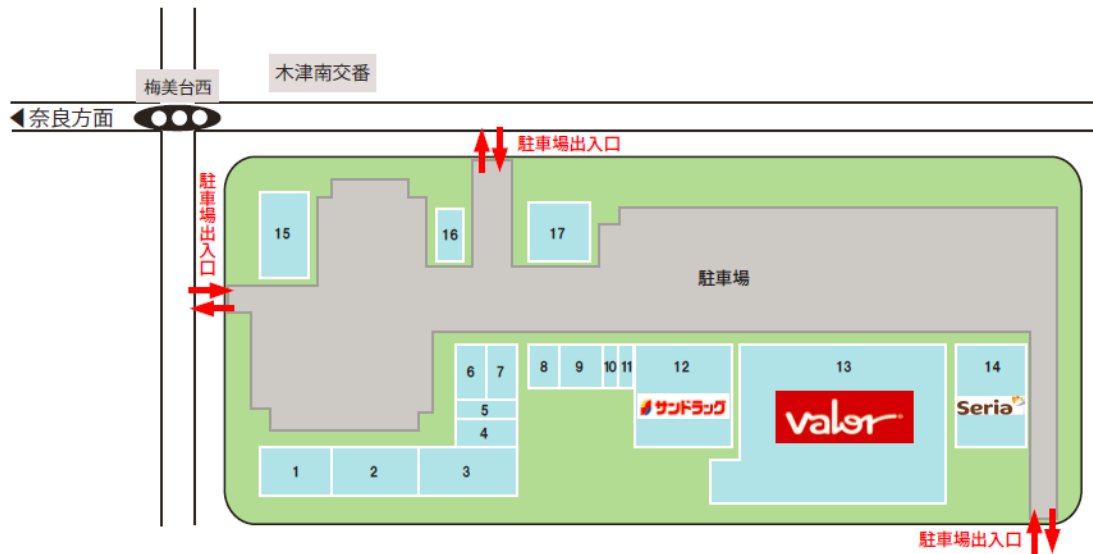 木津南交番
梅美台西
◀奈良方面
駐車場出入口
駐車場出入口
15
16
17
駐車場
6
7
8
9
10
11
12
13
14
サンドラッグ
valor
Seria
5
4
1
2
3
駐車場出入口